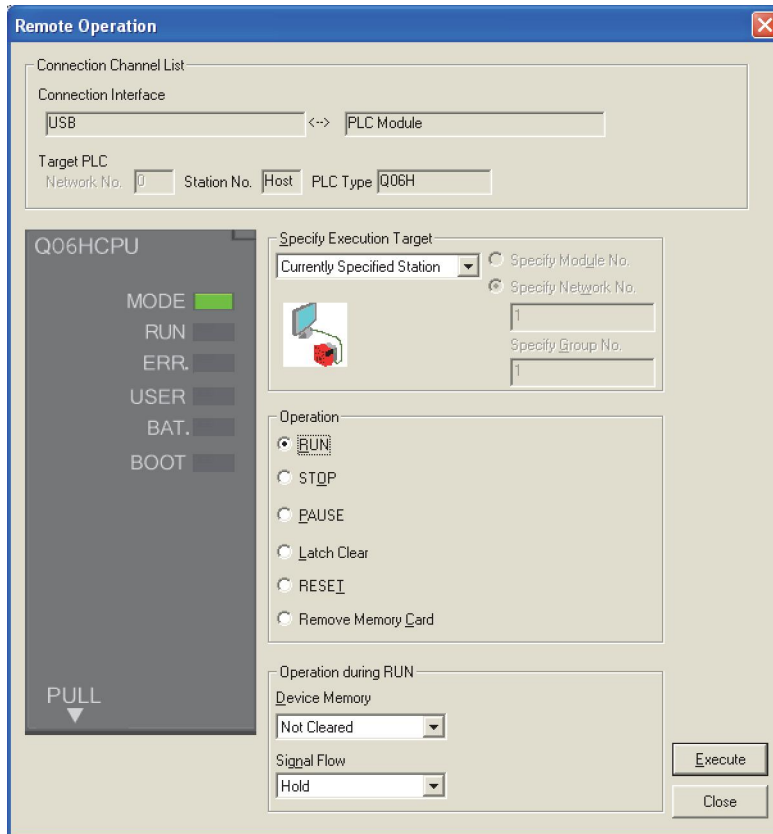 Remote Operation
Connection Channel List
Connection Interface
USB <--> PLC Module
Target PLC
Network No. 0 Station No. Host PLC Type Q06H
Q06HCPU
MODE
RUN
ERR.
USER
BAT.
BOOT
PULL
Specify Execution Target
Currently Specified Station
Specify Module No.
Specify Network No.
1
Specify Group No.
1
Operation
RUN
STOP
PAUSE
Latch Clear
RESET
Remove Memory Card
Operation during RUN
Device Memory
Not Cleared
Signal Flow
Hold
Execute
Close